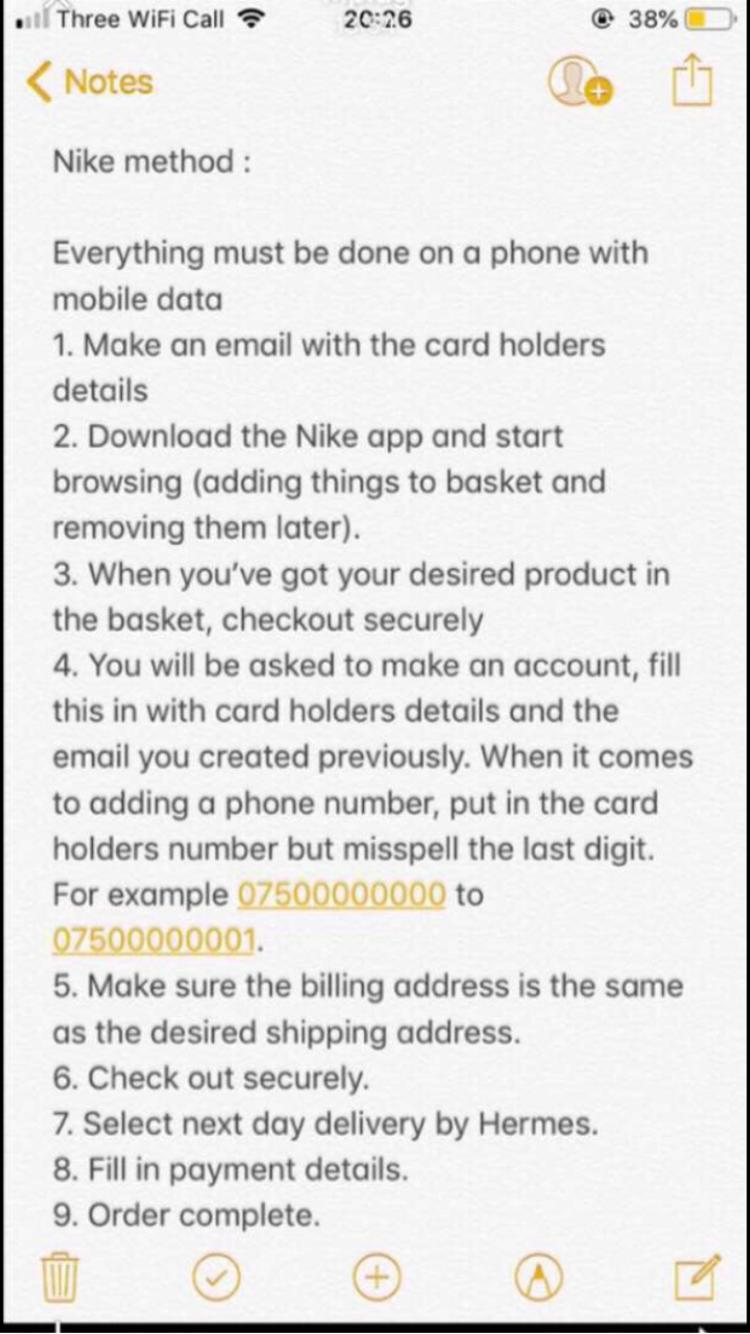 Three WiFi Call
20:26
38%
Notes
Nike method :
Everything must be done on a phone with
mobile data
1. Make an email with the card holders
details
2. Download the Nike app and start
browsing (adding things to basket and
removing them later).
3. When you've got your desired product in
the basket, checkout securely
4. You will be asked to make an account, fill
this in with card holders details and the
email you created previously. When it comes
to adding a phone number, put in the card
holders number but misspell the last digit.
For example 07500000000 to
07500000001.
5. Make sure the billing address is the same
as the desired shipping address.
6. Check out securely.
7. Select next day delivery by Hermes.
8. Fill in payment details.
9. Order complete.